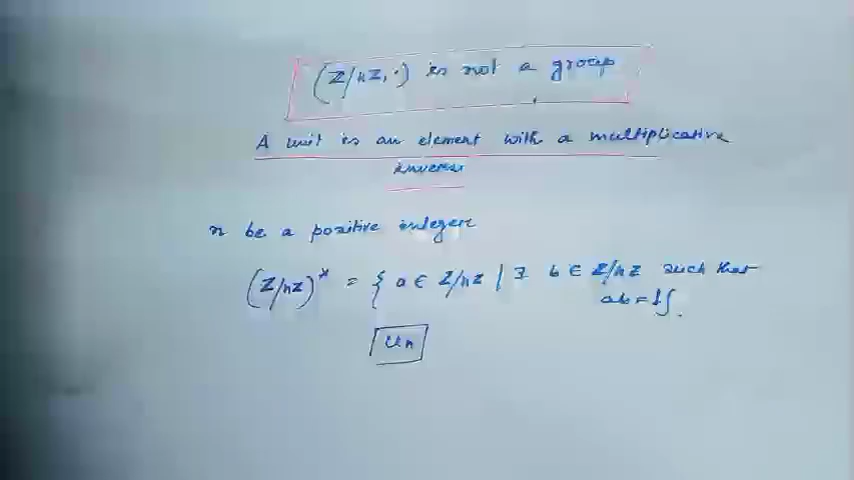 (Z/nZ, ·) is not a group
A unit is an element with a multiplicative
inverse
n be a positive integer
(Z/nZ)* = { a ∈ Z/nZ | ∃ b ∈ Z/nZ such that
ab = 1}.
Un